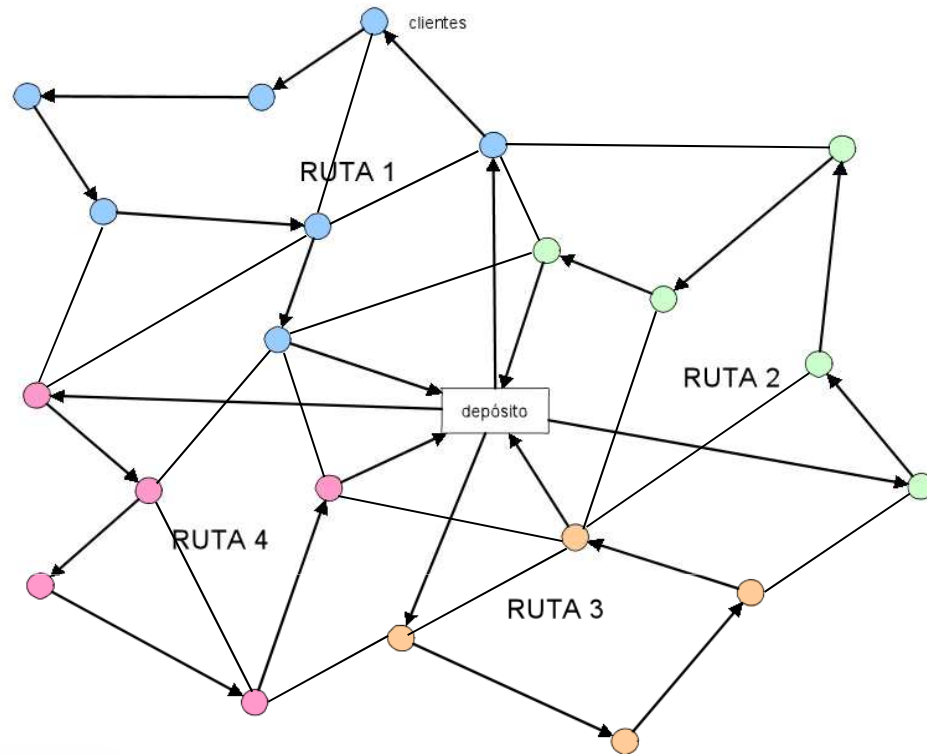 clientes
RUTA 1
RUTA 2
depósito
RUTA 4
RUTA 3